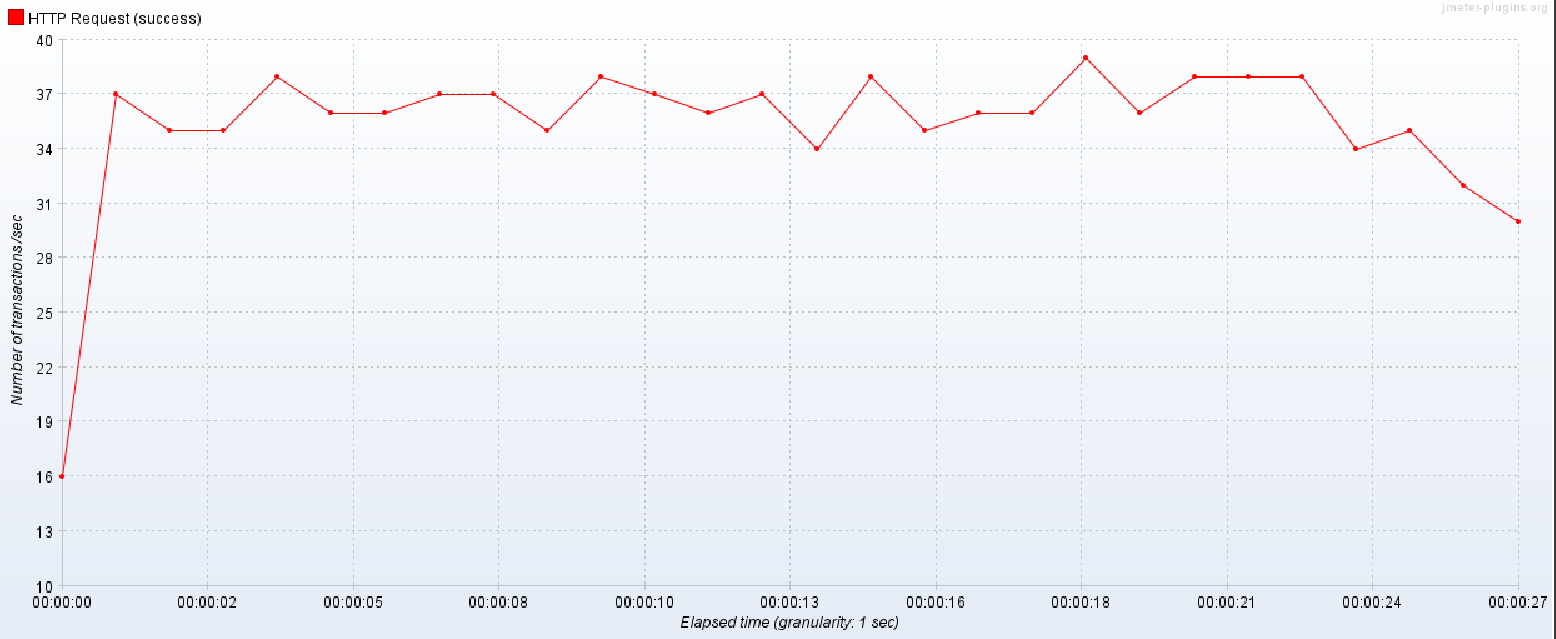 HTTP Request (success)
jmeter-plugins.org
40
37
34
31
28
25
22
19
16
13
10
Number of transactions /sec
00:00:00 00:00:02 00:00:05 00:00:08 00:00:10 00:00:13 00:00:16 00:00:18 00:00:21 00:00:24 00:00:27
Elapsed time (granularity: 1 sec)